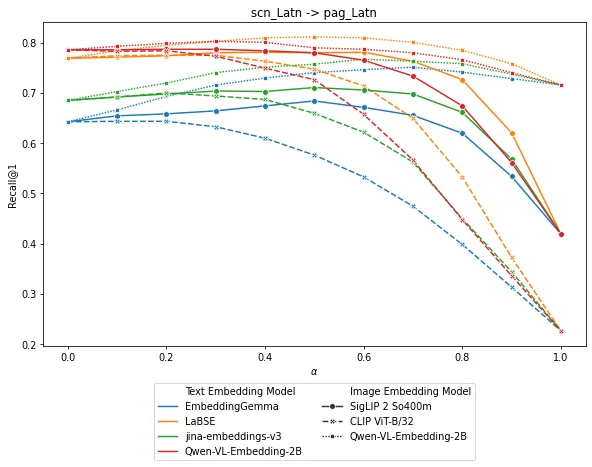 scn_Latn -> pag_Latn
Recall@1
0.8
0.7
0.6
0.5
0.4
0.3
0.2
0.0 0.2 0.4 0.6 0.8 1.0
α
Text Embedding Model Image Embedding Model
EmbeddingGemma SigLIP 2 So400m
LaBSE CLIP ViT-B/32
jina-embeddings-v3 Qwen-VL-Embedding-2B
Qwen-VL-Embedding-2B